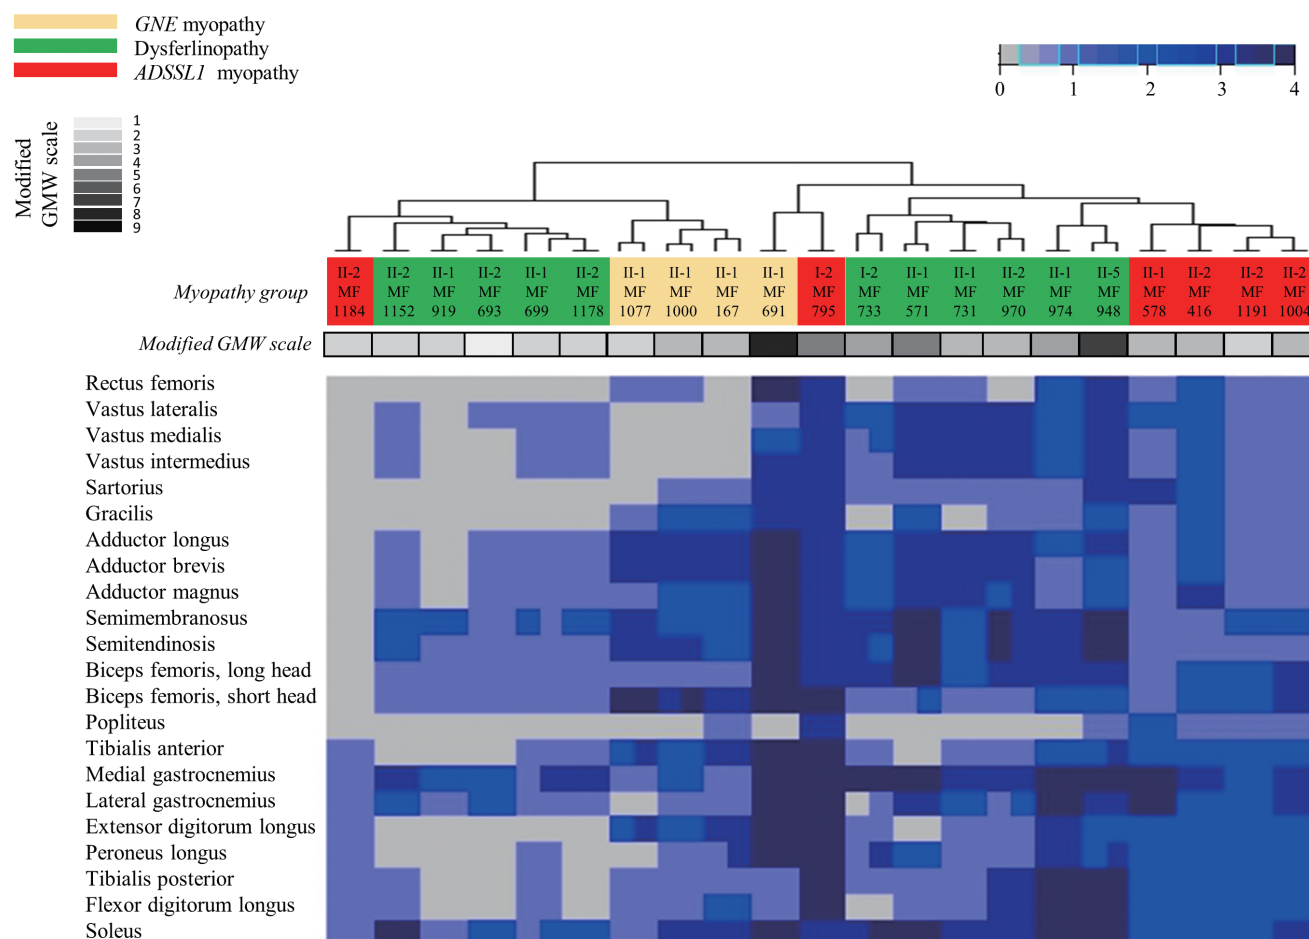 GNE myopathy
Dysferlinopathy
ADSSL1 myopathy
0 1 2 3 4
Modified
GMW scale
1
2
3
4
5
6
7
8
9
Myopathy group
II-2 II-2 II-1 II-2 II-1 II-2 II-1 II-1 II-1 II-1 I-2 I-2 II-1 II-1 II-2 II-1 II-5 II-1 II-2 II-2 II-2
MF MF MF MF MF MF MF MF MF MF MF MF MF MF MF MF MF MF MF MF MF
1184 1152 919 693 699 1178 1077 1000 167 691 795 733 571 731 970 974 948 578 416 1191 1004
Modified GMW scale
Rectus femoris
Vastus lateralis
Vastus medialis
Vastus intermedius
Sartorius
Gracilis
Adductor longus
Adductor brevis
Adductor magnus
Semimembranosus
Semitendinosis
Biceps femoris, long head
Biceps femoris, short head
Popliteus
Tibialis anterior
Medial gastrocnemius
Lateral gastrocnemius
Extensor digitorum longus
Peroneus longus
Tibialis posterior
Flexor digitorum longus
Soleus